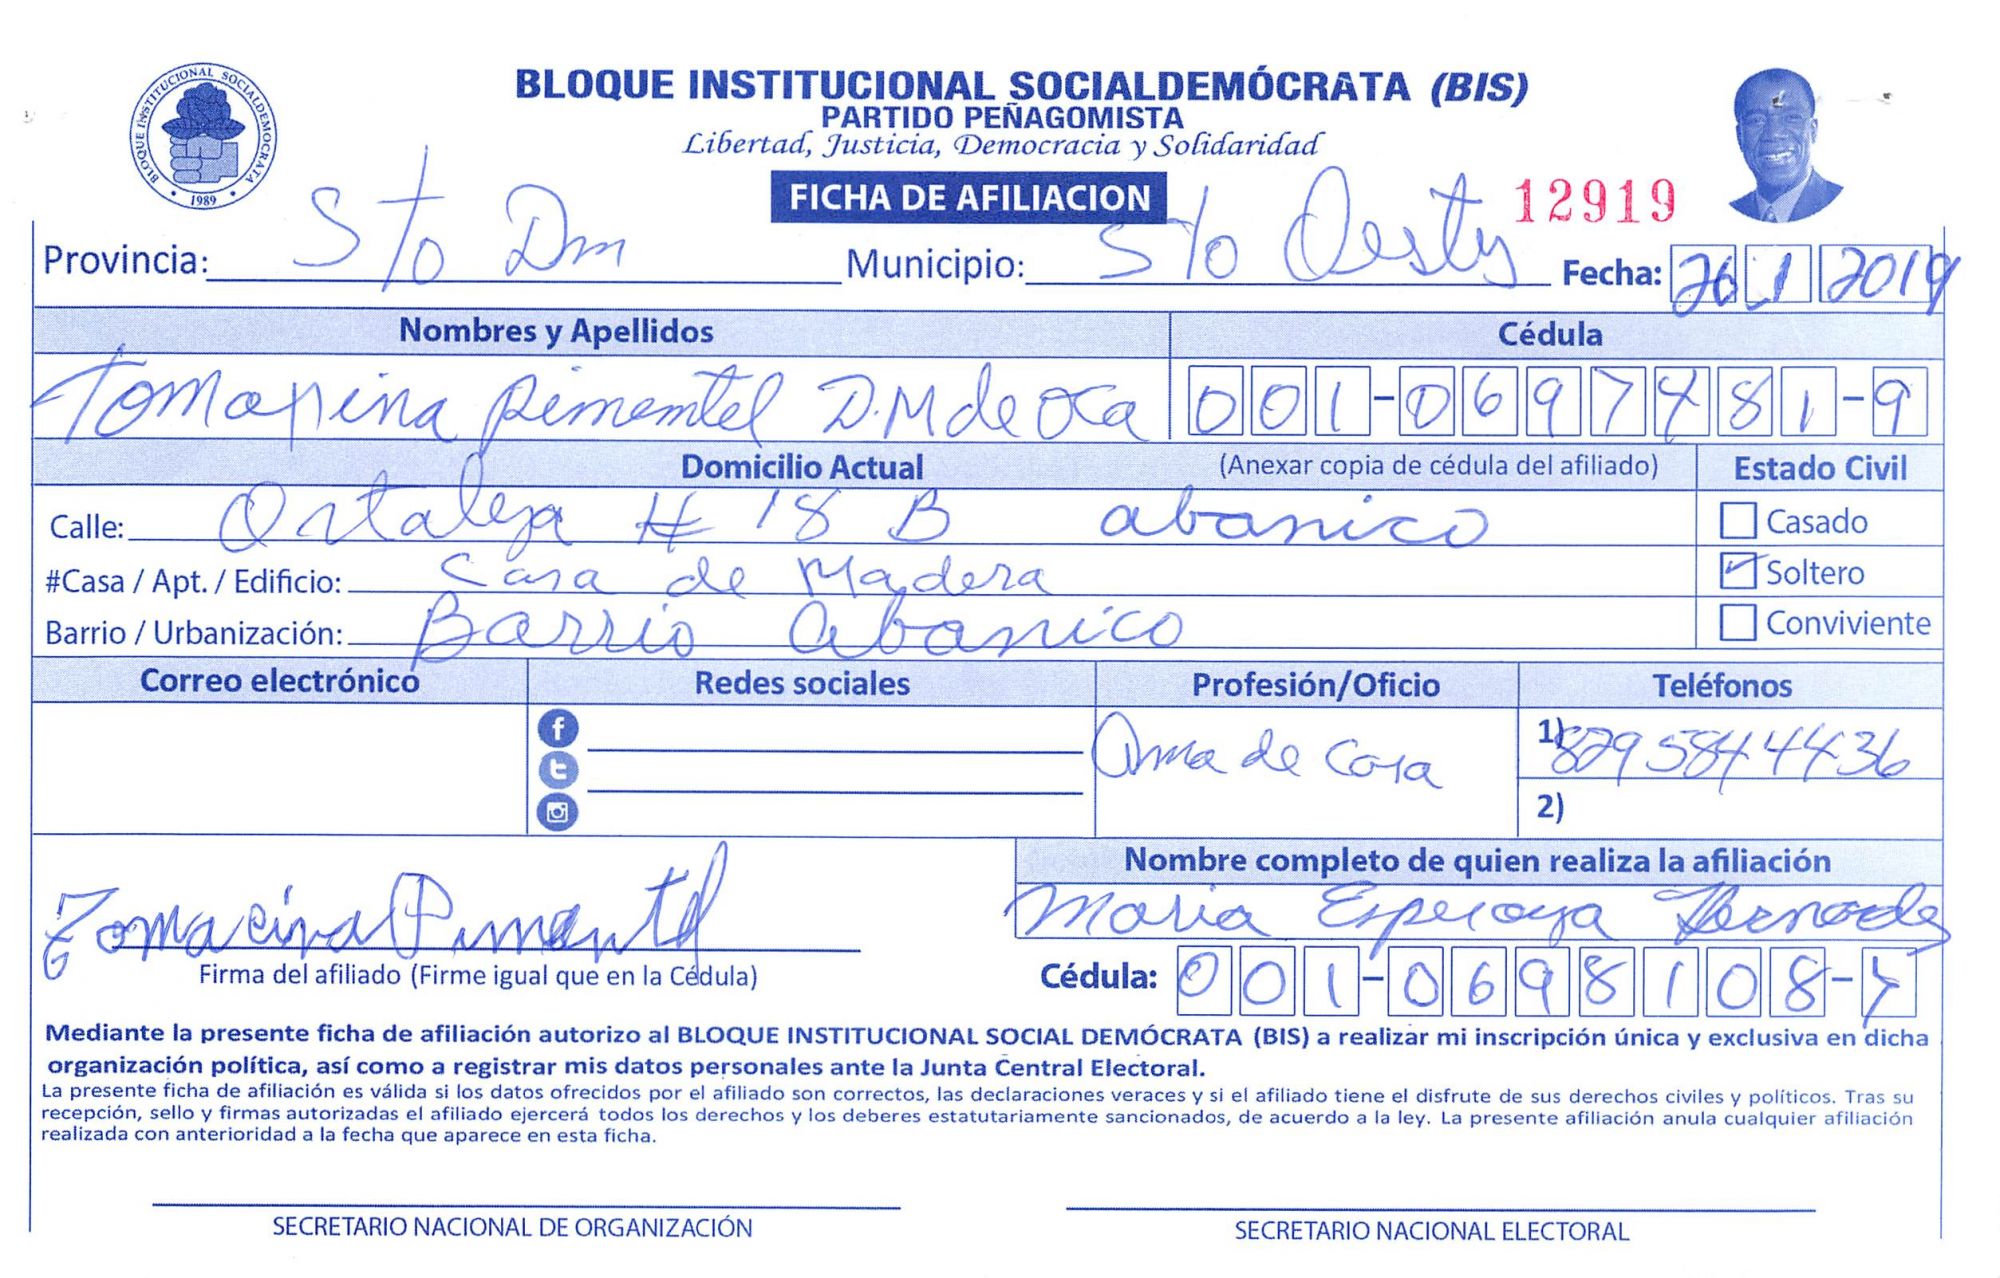 BLOQUE INSTITUCIONAL SOCIALDEMOCRATA
1989
BLOQUE INSTITUCIONAL SOCIALDEMÓCRATA (BIS)
PARTIDO PEÑAGOMISTA
Libertad, Justicia, Democracia y Solidaridad
FICHA DE AFILIACION
12919
Provincia: Sto Dm Municipio: Sto Oeste Fecha: 26 1 2019
Nombres y Apellidos Cédula
Tomasina Pimentel D.M de Oca 001-0697481-9
Domicilio Actual (Anexar copia de cédula del afiliado) Estado Civil
Calle: # 18 B abanico Casado
#Casa / Apt. / Edificio: Casa de Madera Soltero
Barrio / Urbanización: Barrio abanico Conviviente
Correo electrónico Redes sociales Profesión/Oficio Teléfonos
Ama de Casa 1) 829 584 4436
2)
Nombre completo de quien realiza la afiliación
Tomacina Pimentel Maria
Firma del afiliado (Firme igual que en la Cédula) Cédula: 001-0698108-
Mediante la presente ficha de afiliación autorizo al BLOQUE INSTITUCIONAL SOCIAL DEMÓCRATA (BIS) a realizar mi inscripción única y exclusiva en dicha
organización política, así como a registrar mis datos personales ante la Junta Central Electoral.
La presente ficha de afiliación es válida si los datos ofrecidos por el afiliado son correctos, las declaraciones veraces y si el afiliado tiene el disfrute de sus derechos civiles y políticos. Tras su
recepción, sello y firmas autorizadas el afiliado ejercerá todos los derechos y los deberes estatutariamente sancionados, de acuerdo a la ley. La presente afiliación anula cualquier afiliación
realizada con anterioridad a la fecha que aparece en esta ficha.
SECRETARIO NACIONAL DE ORGANIZACIÓN SECRETARIO NACIONAL ELECTORAL